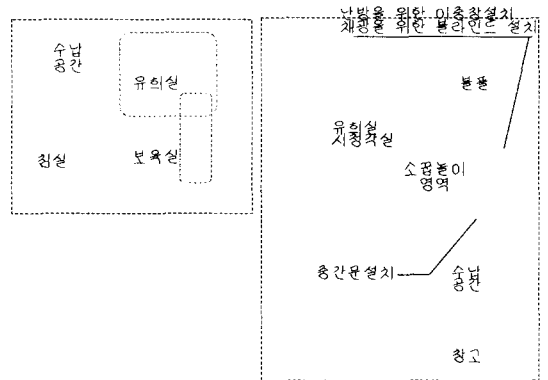 수납
공간
유희실
침실
보육실
난방을 위한 이중창설치
채광을 위한 블라인드 설치
볼풀
유희실
시청각실
소꿉놀이
영역
중간문설치
수납
공간
창고